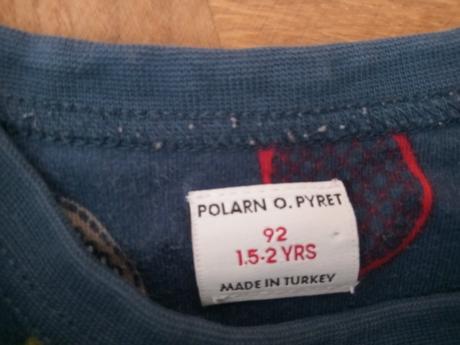 POLARN O. PYRET
92
1.5-2 YRS
MADE IN TURKEY